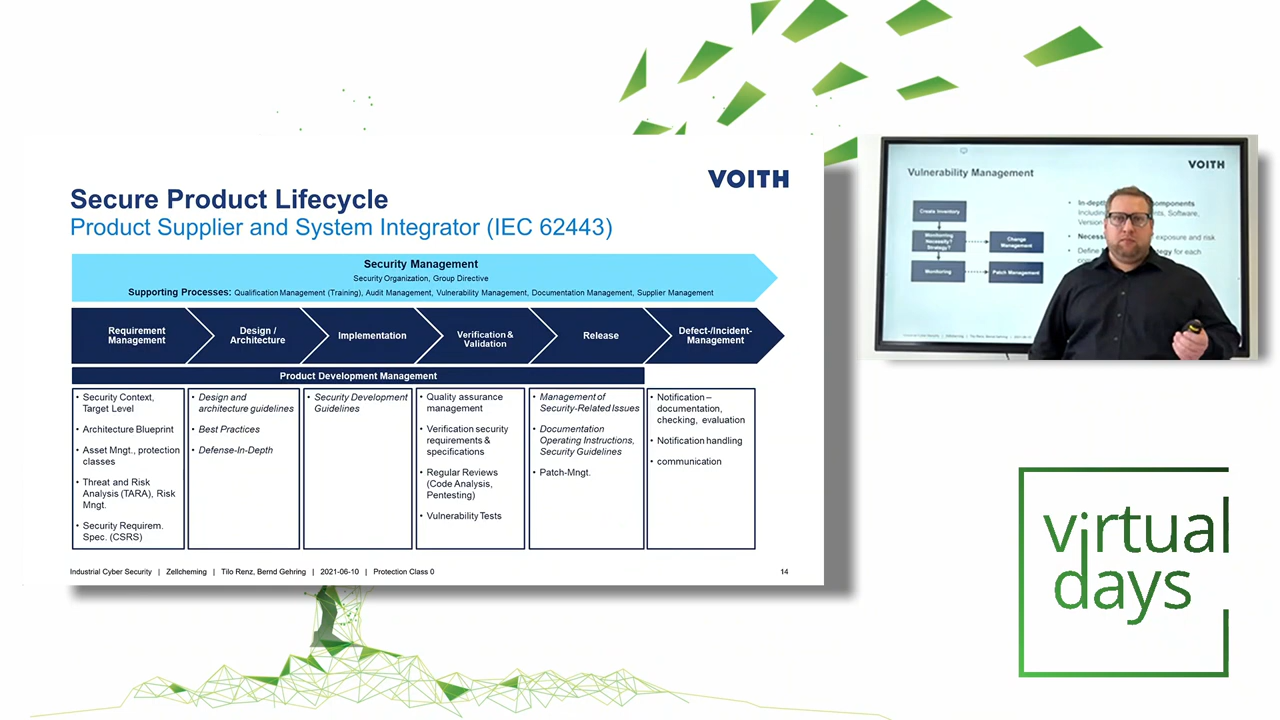 VOITH
Secure Product Lifecycle
Product Supplier and System Integrator (IEC 62443)
Security Management
Security Organization, Group Directive
Supporting Processes: Qualification Management (Training), Audit Management, Vulnerability Management, Documentation Management, Supplier Management
Requirement
Management
Design /
Architecture
Implementation
Verification &
Validation
Release
Defect-/Incident-
Management
Product Development Management
• Security Context,
Target Level
• Architecture Blueprint
• Asset Mngt., protection
classes
• Threat and Risk
Analysis (TARA), Risk
Mngt.
• Security Requirem.
Spec. (CSRS)
• Design and
architecture guidelines
• Best Practices
• Defense-In-Depth
• Security Development
Guidelines
• Quality assurance
management
• Verification security
requirements &
specifications
• Regular Reviews
(Code Analysis,
Pentesting)
• Vulnerability Tests
• Management of
Security-Related Issues
• Documentation
Operating Instructions,
Security Guidelines
• Patch-Mngt.
• Notification –
documentation,
checking, evaluation
• Notification handling
• communication
Industrial Cyber Security | Zellcheming | Tilo Renz, Bernd Gehring | 2021-06-10 | Protection Class 0
14
VOITH
Vulnerability Management
Create Inventory
Monitoring
Necessity?
Strategy?
Change
Management
Monitoring
Patch Management
• In-depth
Including Software,
Version
• exposure and risk
• Define for each
virtual
days